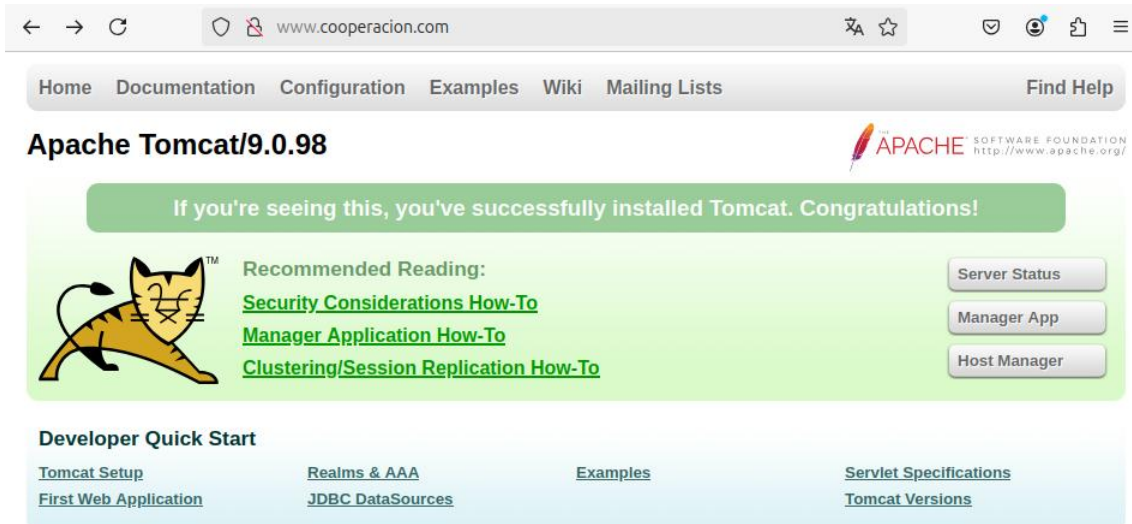 www.cooperacion.com
Home Documentation Configuration Examples Wiki Mailing Lists Find Help
Apache Tomcat/9.0.98
THE APACHE™ SOFTWARE FOUNDATION
http://www.apache.org/
If you're seeing this, you've successfully installed Tomcat. Congratulations!
TM
Recommended Reading:
Security Considerations How-To
Manager Application How-To
Clustering/Session Replication How-To
Server Status
Manager App
Host Manager
Developer Quick Start
Tomcat Setup Realms & AAA Examples Servlet Specifications
First Web Application JDBC DataSources Tomcat Versions